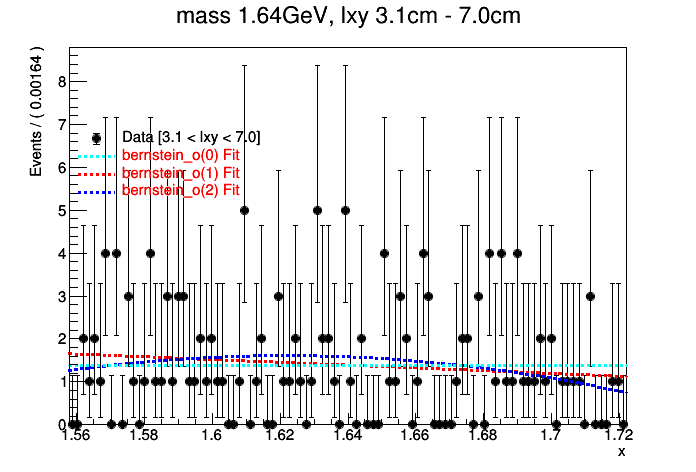 mass 1.64GeV, lxy 3.1cm - 7.0cm
Events / ( 0.00164 )
8
7
6
5
4
3
2
1
0
Data [3.1 < lxy < 7.0]
bernstein_o(0) Fit
bernstein_o(1) Fit
bernstein_o(2) Fit
1.56 1.58 1.6 1.62 1.64 1.66 1.68 1.7 1.72
x